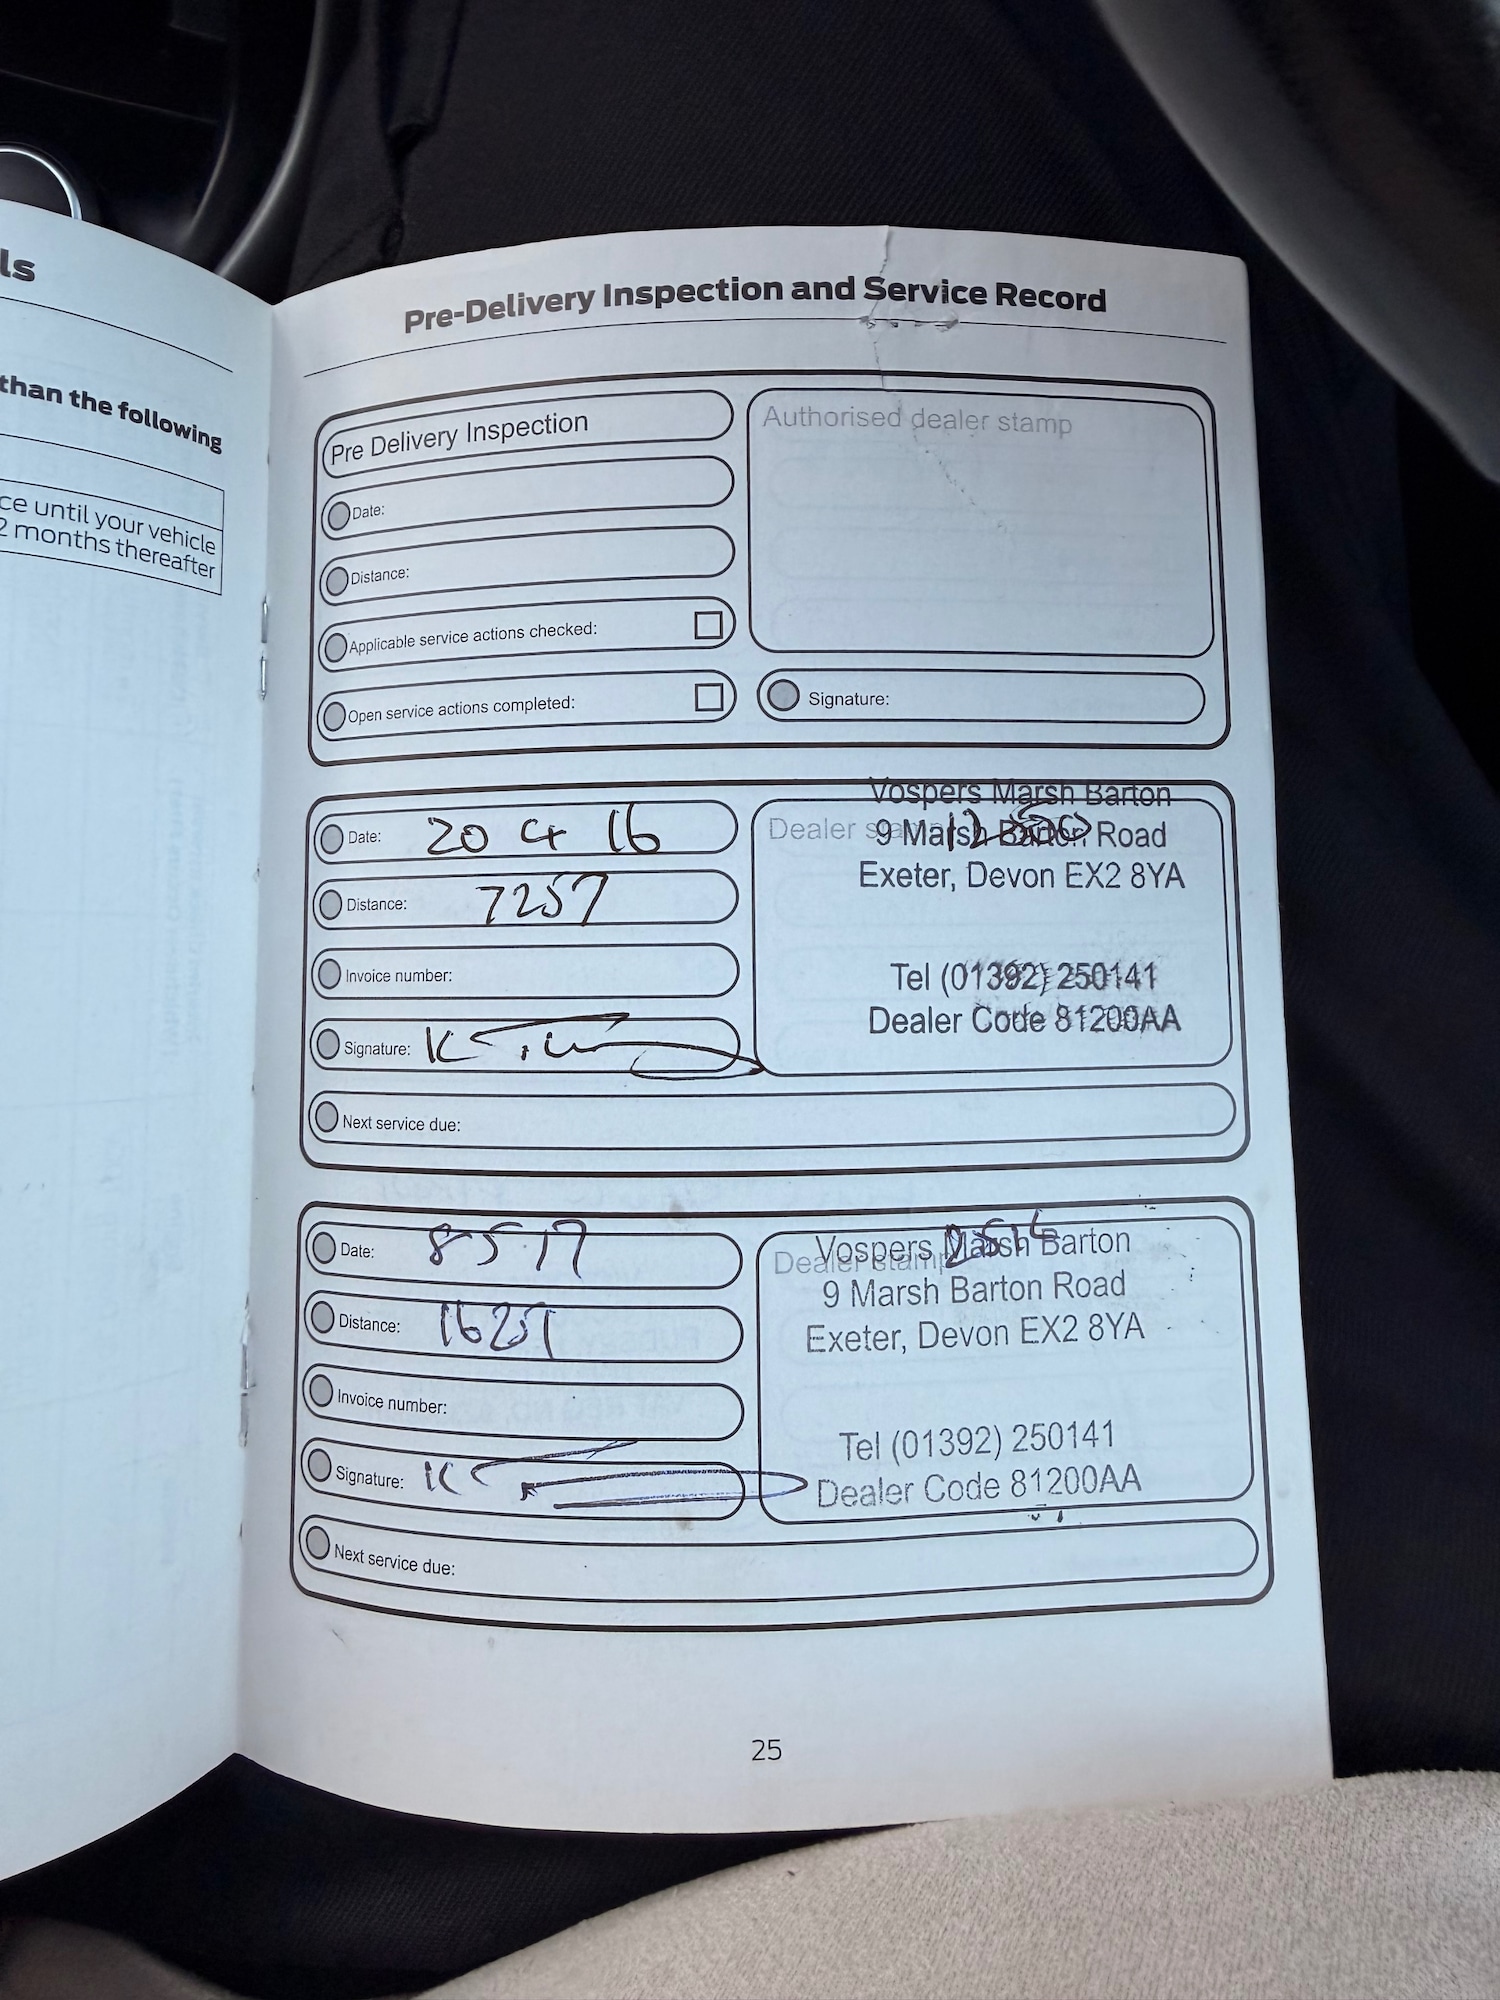 ls
than the following
ce until your vehicle
2 months thereafter
Pre-Delivery Inspection and Service Record
Pre Delivery Inspection
Date:
Distance:
Applicable service actions checked:
Open service actions completed:
Authorised dealer stamp
Signature:
Date: 20 4 16
Distance: 7257
Invoice number:
Signature:
Next service due:
Dealer
Vospers Marsh Barton
9 Marsh Barton Road
Exeter, Devon EX2 8YA
Tel (01392) 250141
Dealer Code 81200AA
Date: 8 5 17
Distance:
Invoice number:
Signature:
Next service due:
Dealer stamp
Vospers Marsh Barton
9 Marsh Barton Road
Exeter, Devon EX2 8YA
Tel (01392) 250141
Dealer Code 81200AA
25